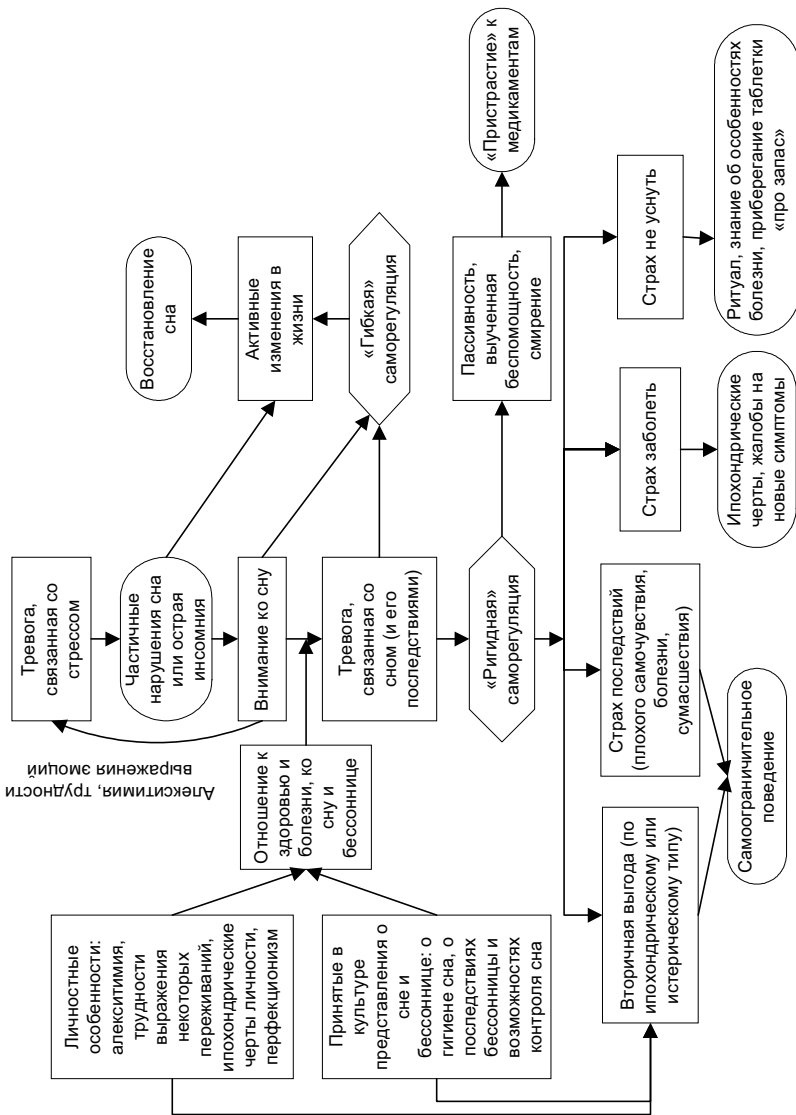 Личностные
особенности:
алекситимия,
трудности
выражения
некоторых
переживаний,
ипохондрические
черты личности,
перфекционизм
Принятые в
культуре
представления о
сне и
бессоннице: о
гигиене сна, о
последствиях
бессонницы и
возможностях
контроля сна
Отношение к
здоровью и
болезни, ко
сну и
бессоннице
Алекситимия, трудности
выражения эмоций
Тревога,
связанная со
стрессом
Частичные
нарушения сна
или острая
инсомния
Внимание ко сну
Тревога,
связанная со
сном (и его
последствиями)
«Ригидная»
саморегуляция
Восстановление
сна
Активные
изменения в
жизни
«Гибкая»
саморегуляция
Пассивность,
выученная
беспомощность,
смирение
«Пристрастие» к
медикаментам
Вторичная выгода (по
ипохондрическому или
истерическому типу)
Страх последствий
(плохого самочувствия,
болезни,
сумасшествия)
Страх заболеть
Страх не уснуть
Самоограничительное
поведение
Ипохондрические
черты, жалобы на
новые симптомы
Ритуал, знание об особенностях
болезни, приберегание таблетки
«про запас»